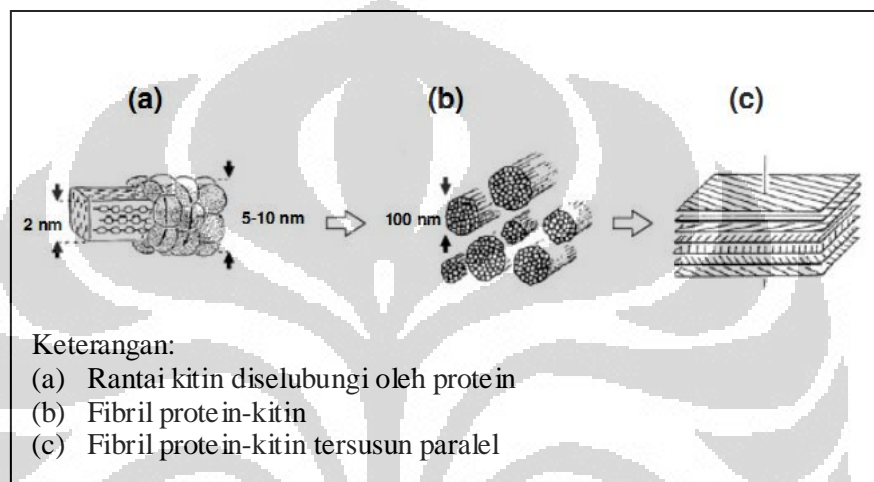 (a) (b) (c)
2 nm 5-10 nm 100 nm
Keterangan:
(a) Rantai kitin diselubungi oleh protein
(b) Fibril protein-kitin
(c) Fibril protein-kitin tersusun paralel